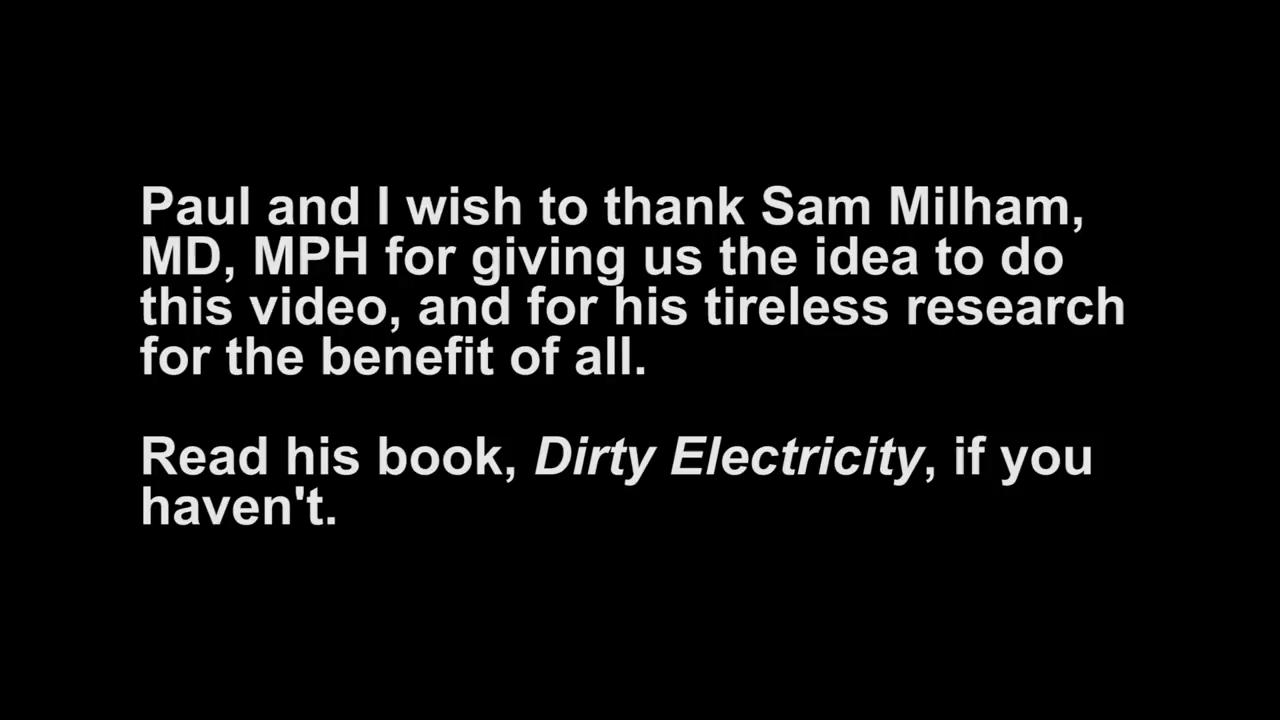 Paul and I wish to thank Sam Milham,
MD, MPH for giving us the idea to do
this video, and for his tireless research
for the benefit of all.
Read his book, Dirty Electricity, if you
haven't.